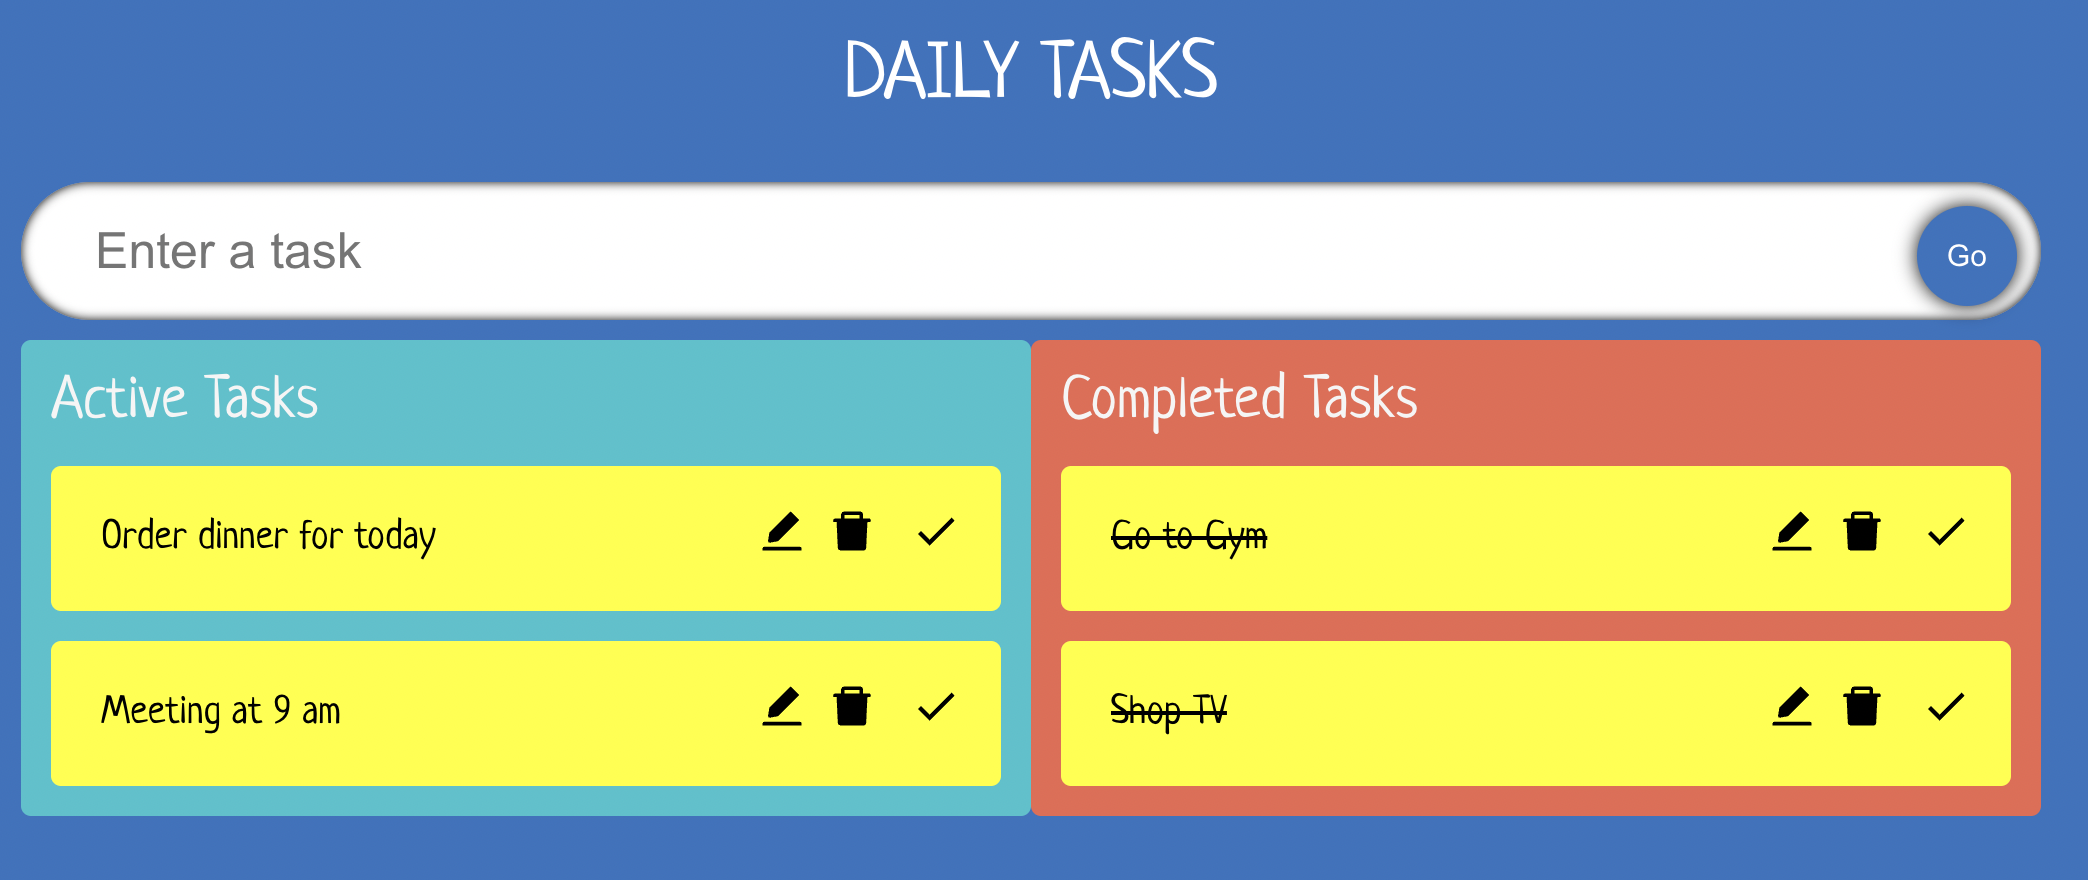 DAILY TASKS
Enter a task
Go
Active Tasks
Order dinner for today
Meeting at 9 am
Completed Tasks
Go to Gym
Shop TV